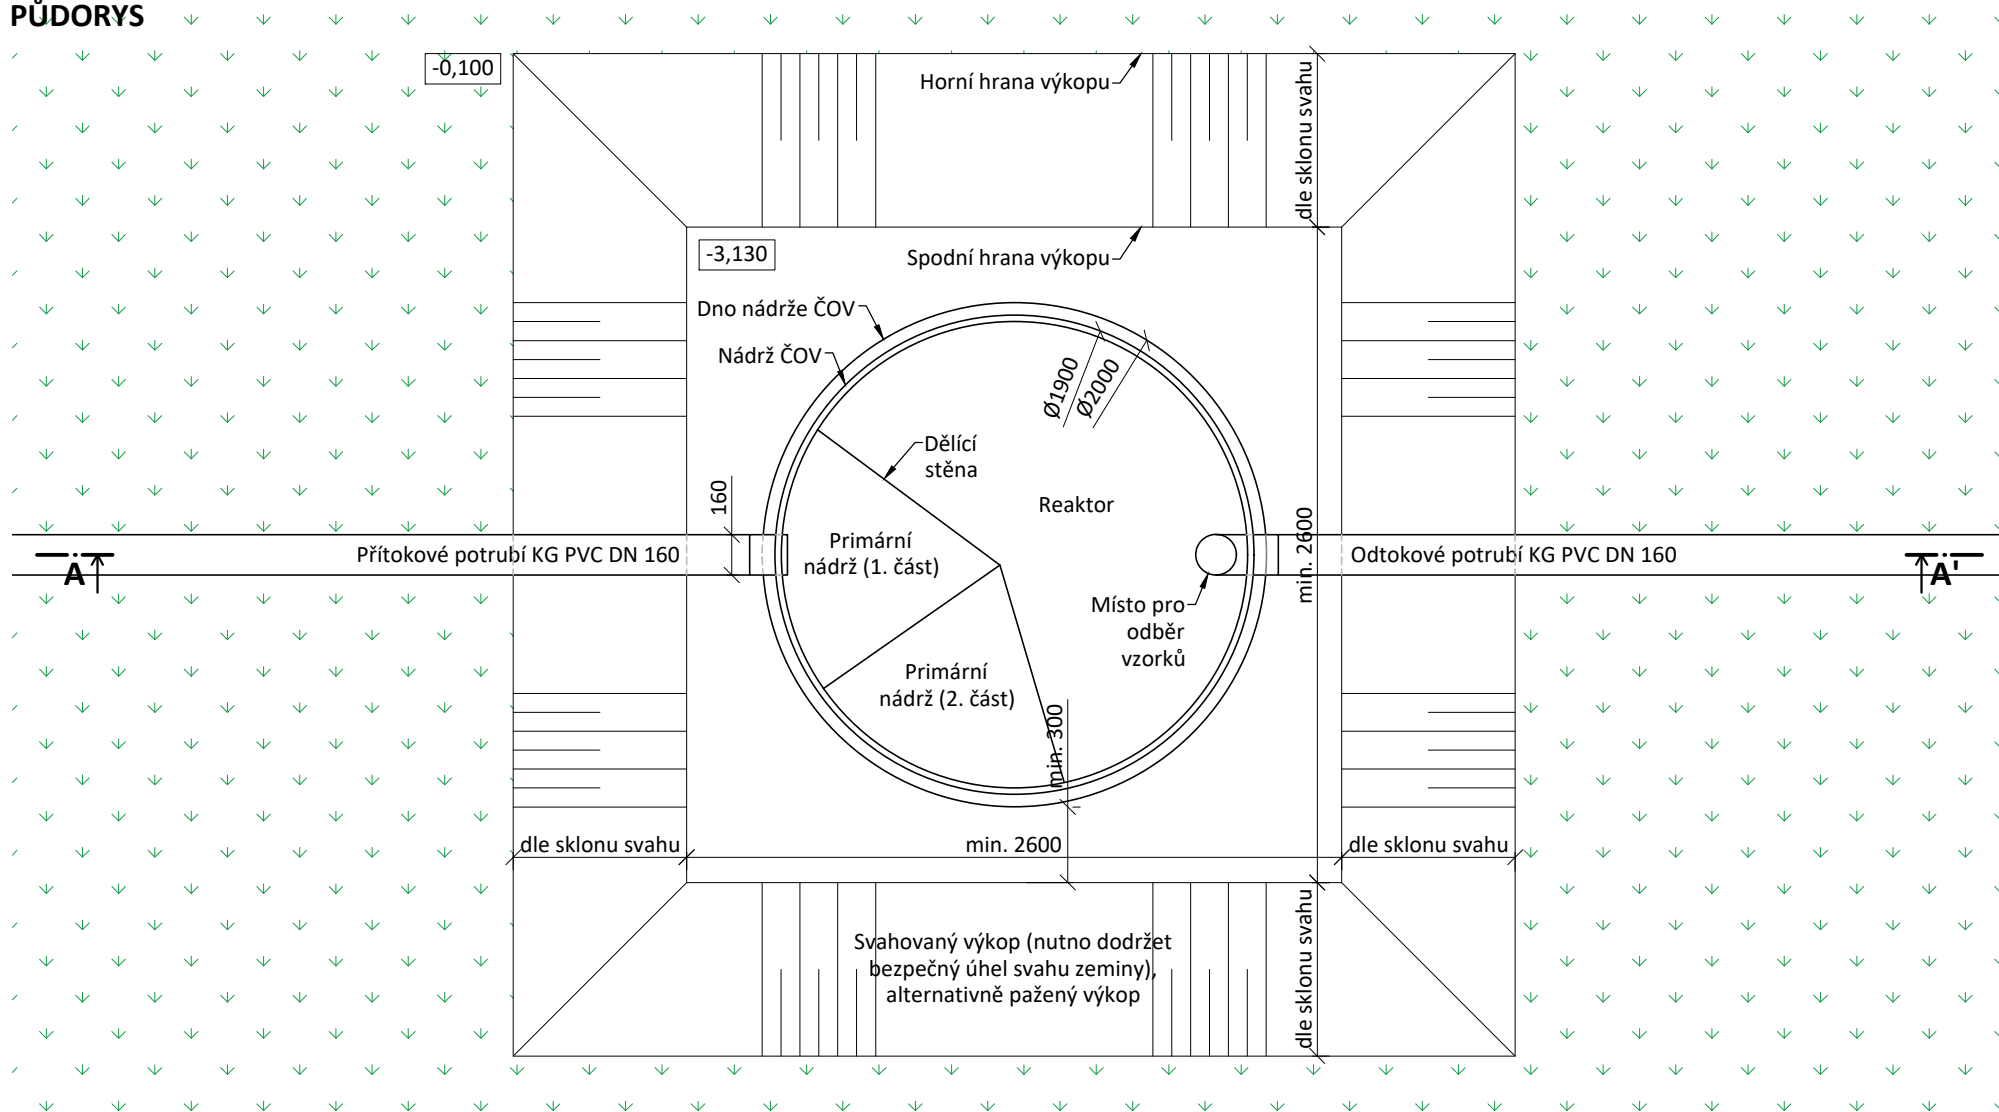 PŮDORYS
-0,100
Horní hrana výkopu
dle sklonu svahu
-3,130
Spodní hrana výkopu
Dno nádrže ČOV
Nádrž ČOV
Ø1900
Ø2000
Dělící
stěna
160
Reaktor
Primární
nádrž (1. část)
Přítokové potrubí KG PVC DN 160
min. 2600
Odtokové potrubí KG PVC DN 160
A
A'
Místo pro
odběr
vzorků
Primární
nádrž (2. část)
min. 300
dle sklonu svahu
min. 2600
dle sklonu svahu
Svahovaný výkop (nutno dodržet
bezpečný úhel svahu zeminy),
alternativně pažený výkop
dle sklonu svahu